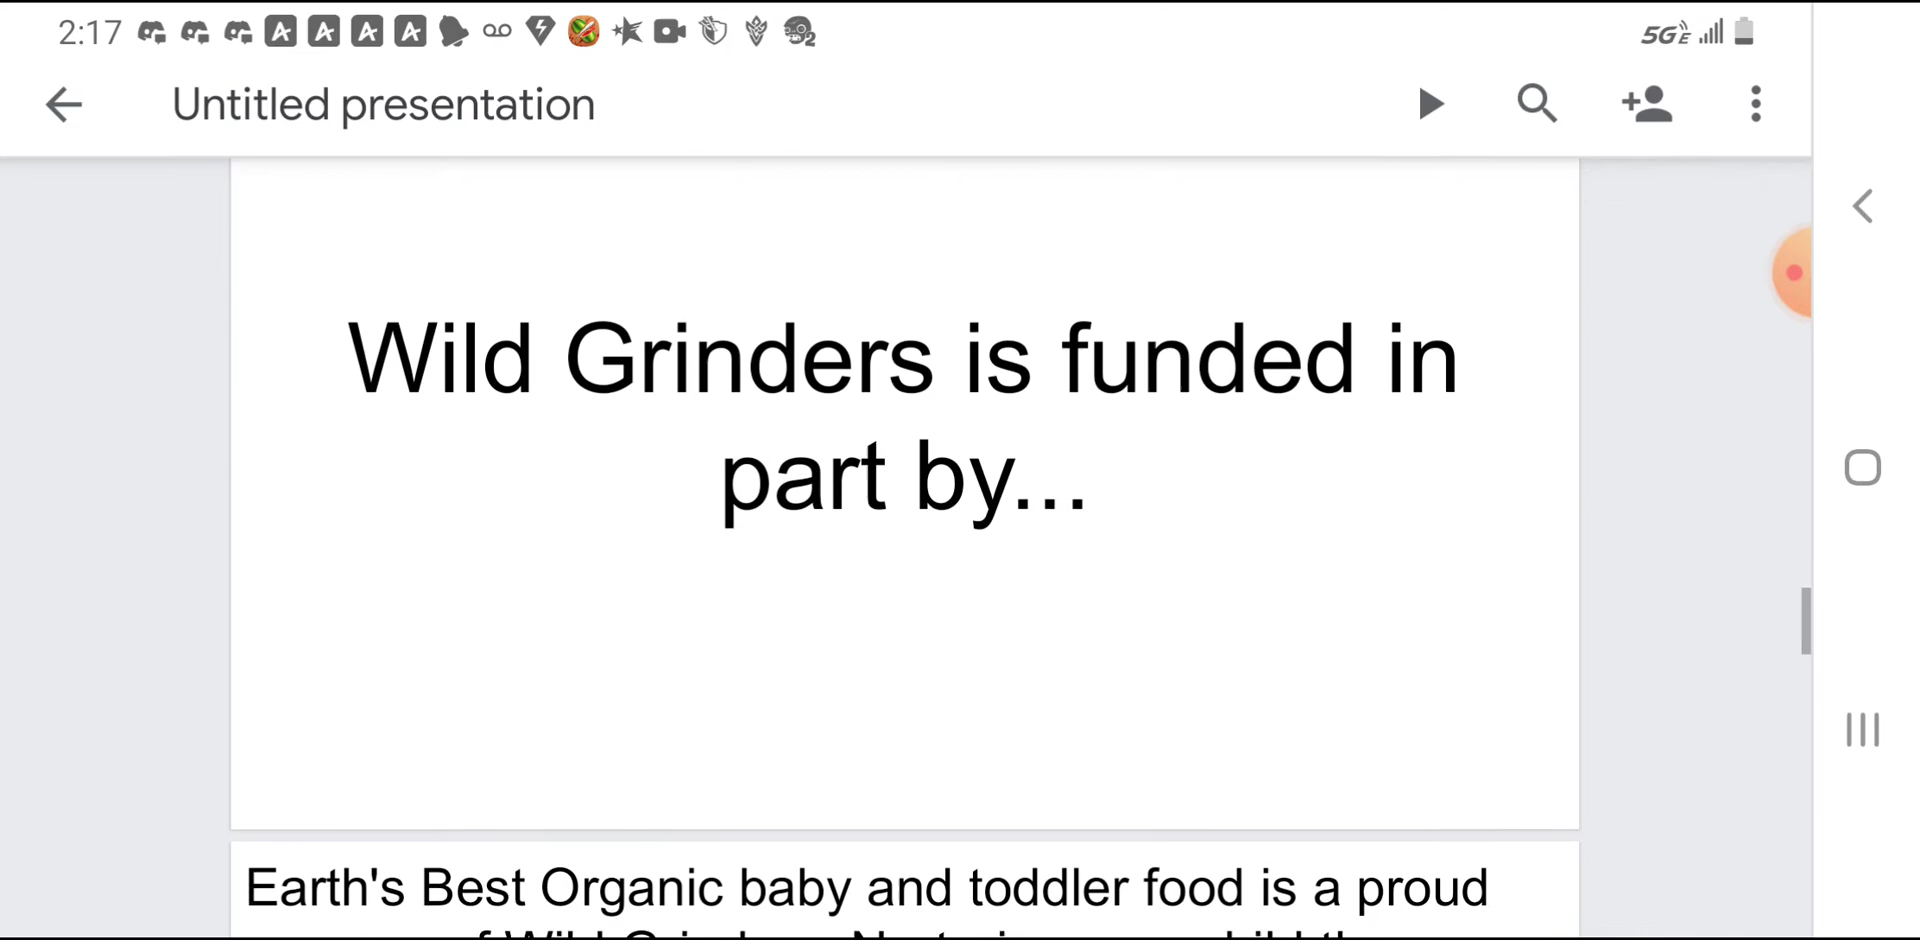 2:17
5GE
Untitled presentation
Wild Grinders is funded in
part by...
Earth's Best Organic baby and toddler food is a proud